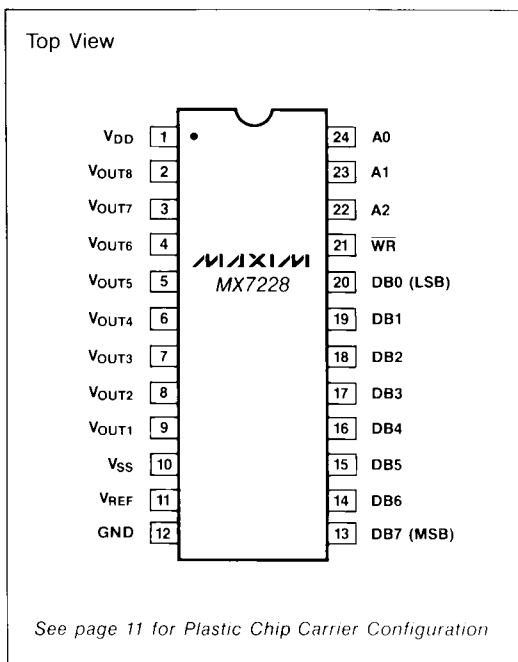 Top View
VDD 1 24 A0
VOUT8 2 23 A1
VOUT7 3 22 A2
VOUT6 4 21 W̅R̅
VOUT5 5 20 DB0 (LSB)
VOUT4 6 19 DB1
VOUT3 7 18 DB2
VOUT2 8 17 DB3
VOUT1 9 16 DB4
VSS 10 15 DB5
VREF 11 14 DB6
GND 12 13 DB7 (MSB)
MAXIM
MX7228
See page 11 for Plastic Chip Carrier Configuration